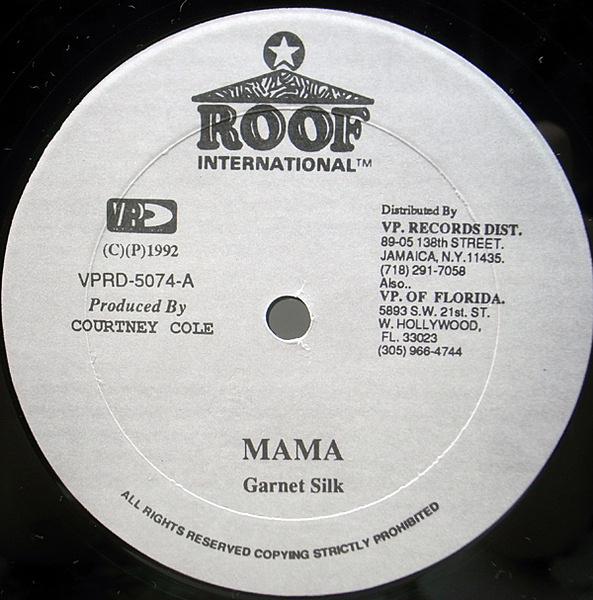 ROOF
INTERNATIONAL™
VPRD
(C)(P)1992
VPRD-5074-A
Produced By
COURTNEY COLE
Distributed By
VP. RECORDS DIST.
89-05 138th STREET.
JAMAICA, N.Y.11435.
(718) 291-7058
Also..
VP. OF FLORIDA.
5893 S.W. 21st. ST.
W. HOLLYWOOD,
FL. 33023
(305) 966-4744
MAMA
Garnet Silk
ALL RIGHTS RESERVED COPYING STRICTLY PROHIBITED